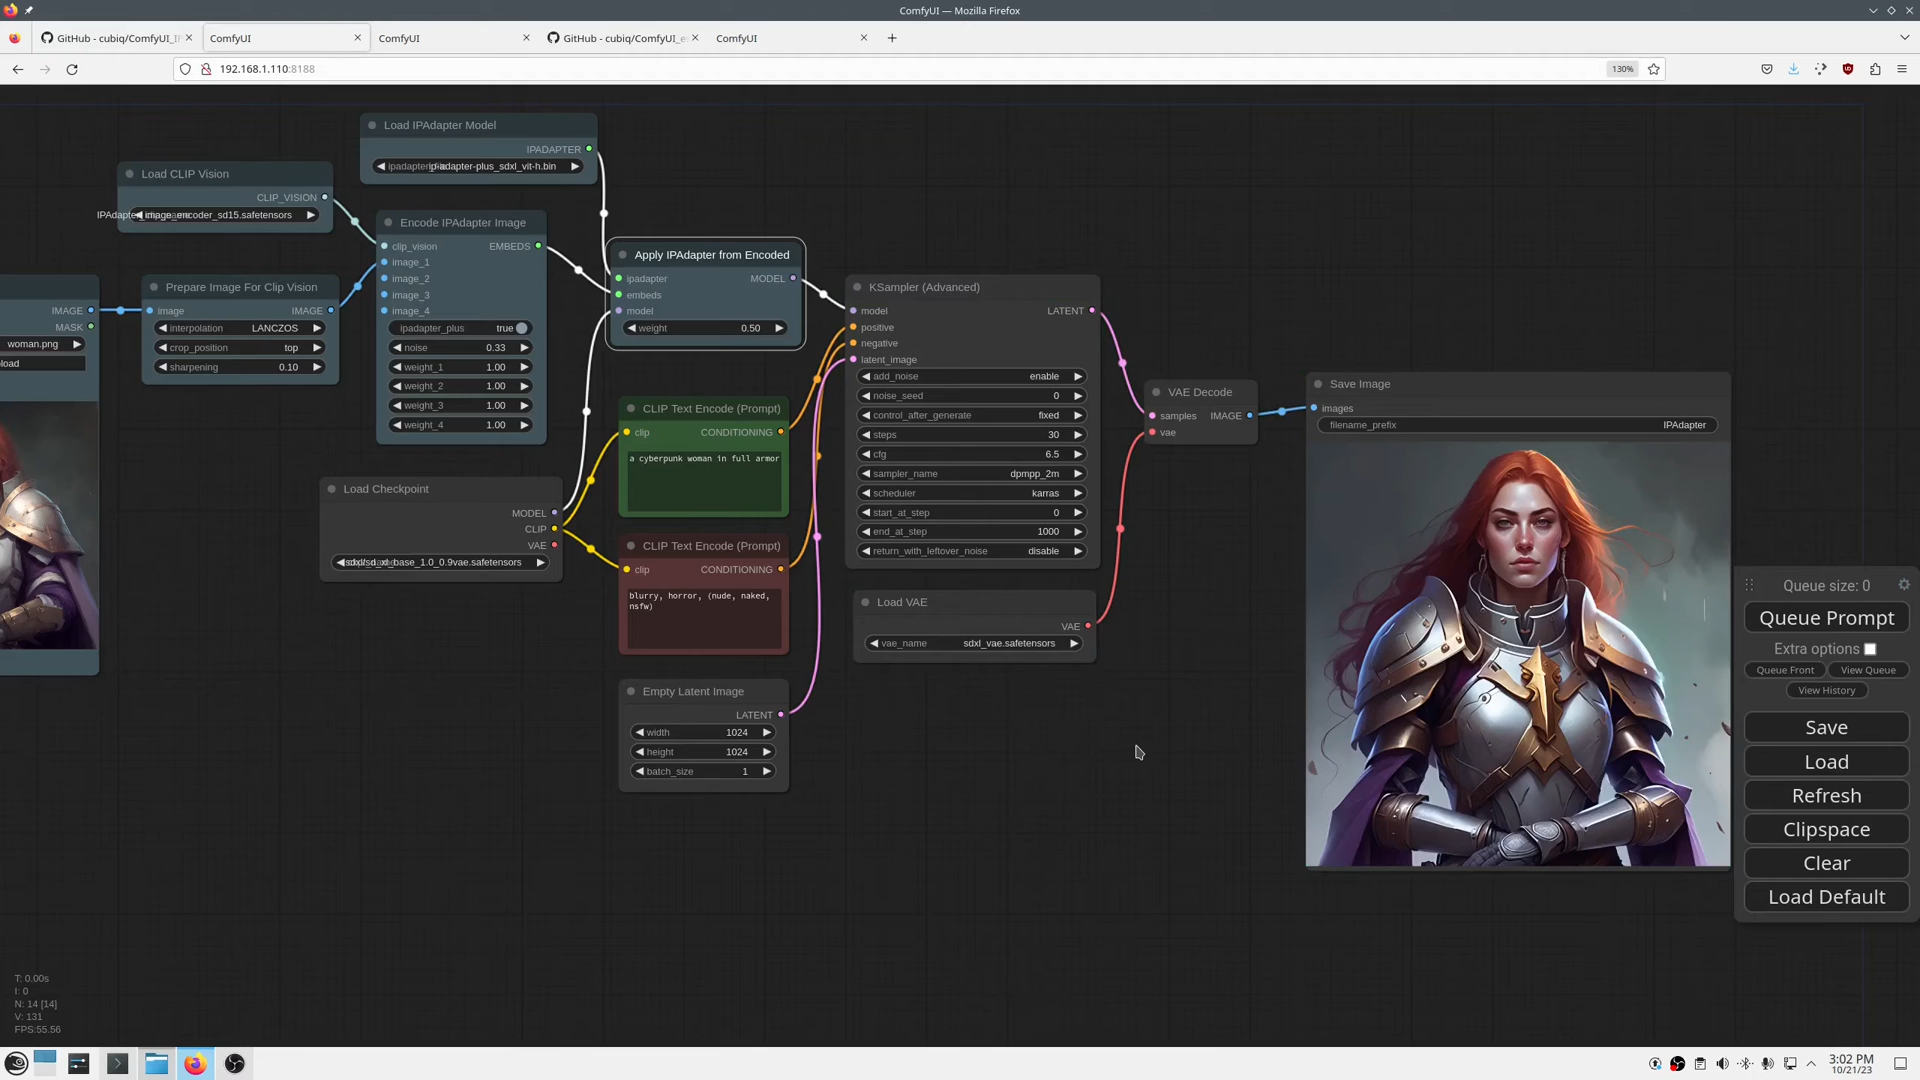 ComfyUI — Mozilla Firefox
GitHub - cubiq/ComfyUI_IP
ComfyUI
ComfyUI
GitHub - cubiq/ComfyUI_e
ComfyUI
192.168.1.110:8188
130%
Load IPAdapter Model
IPADAPTER
ip-adapter-plus_sdxl_vit-h.bin
Load CLIP Vision
CLIP_VISION
image_encoder_sd15.safetensors
Encode IPAdapter Image
clip_vision EMBEDS
image_1
image_2
image_3
image_4
ipadapter_plus true
noise 0.33
weight_1 1.00
weight_2 1.00
weight_3 1.00
weight_4 1.00
Prepare Image For Clip Vision
image IMAGE
interpolation LANCZOS
crop_position top
sharpening 0.10
IMAGE
MASK
woman.png
Apply IPAdapter from Encoded
ipadapter MODEL
embeds
model
weight 0.50
CLIP Text Encode (Prompt)
clip CONDITIONING
a cyberpunk woman in full armor
CLIP Text Encode (Prompt)
clip CONDITIONING
blurry, horror, (nude, naked,
nsfw)
Load Checkpoint
MODEL
CLIP
VAE
base_1.0_0.9vae.safetensors
Empty Latent Image
LATENT
width 1024
height 1024
batch_size 1
KSampler (Advanced)
model LATENT
positive
negative
latent_image
add_noise enable
noise_seed 0
control_after_generate fixed
steps 30
cfg 6.5
sampler_name dpmpp_2m
scheduler karras
start_at_step 0
end_at_step 1000
return_with_leftover_noise disable
Load VAE
VAE
vae_name sdxl_vae.safetensors
VAE Decode
samples IMAGE
vae
Save Image
images
filename_prefix IPAdapter
Queue size: 0
Queue Prompt
Extra options
Queue Front View Queue
View History
Save
Load
Refresh
Clipspace
Clear
Load Default
T: 0.00s
I: 0
N: 14 [14]
V: 131
FPS:55.56
3:02 PM
10/21/23